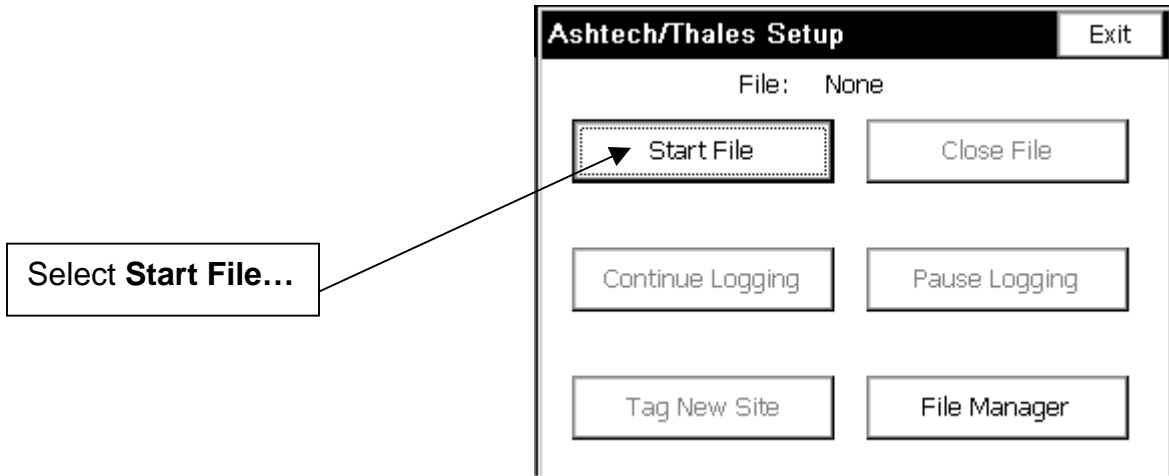 Ashtech/Thales Setup Exit
File: None
Start File Close File
Select Start File…
Continue Logging Pause Logging
Tag New Site File Manager